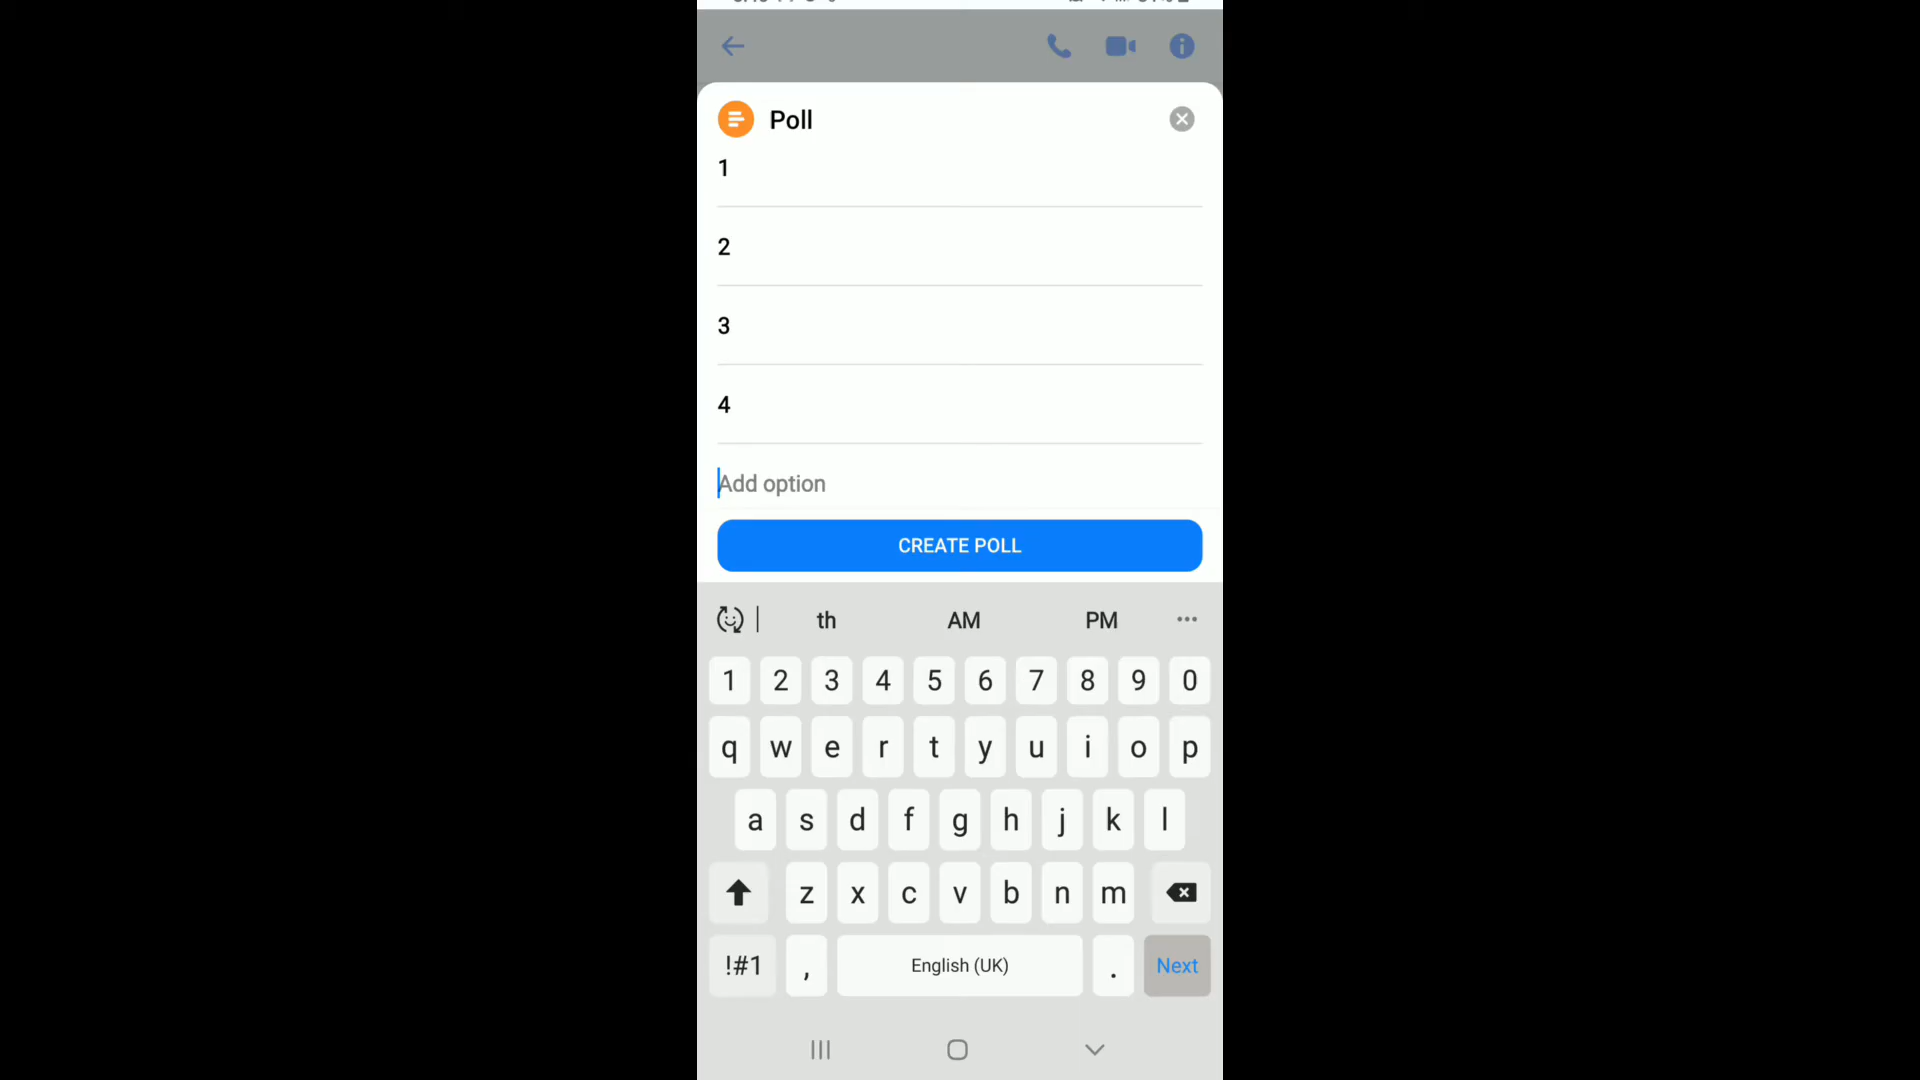 Poll
1
2
3
4
Add option
CREATE POLL
th AM PM
1 2 3 4 5 6 7 8 9 0
q w e r t y u i o p
a s d f g h j k l
z x c v b n m
!#1 , English (UK) . Next